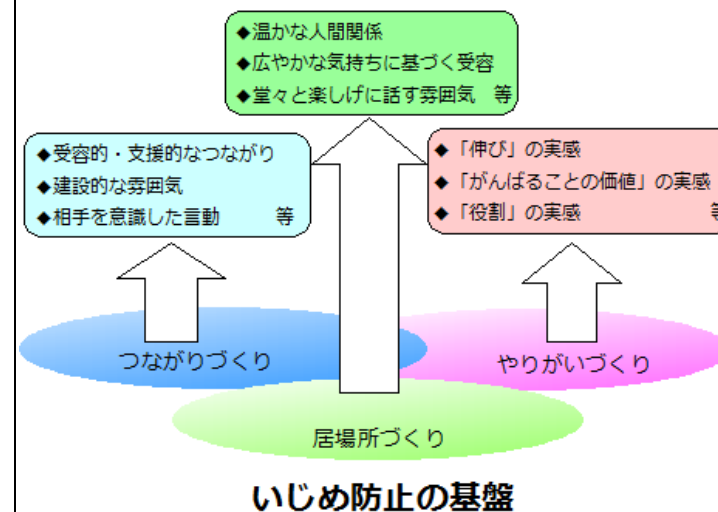 ◆温かな人間関係
◆広やかな気持ちに基づく受容
◆堂々と楽しげに話す雰囲気　等
◆受容的・支援的なつながり
◆建設的な雰囲気
◆相手を意識した言動　　等
◆「伸び」の実感
◆「がんばることの価値」の実感
◆「役割」の実感　　等
つながりづくり
やりがいづくり
居場所づくり
いじめ防止の基盤